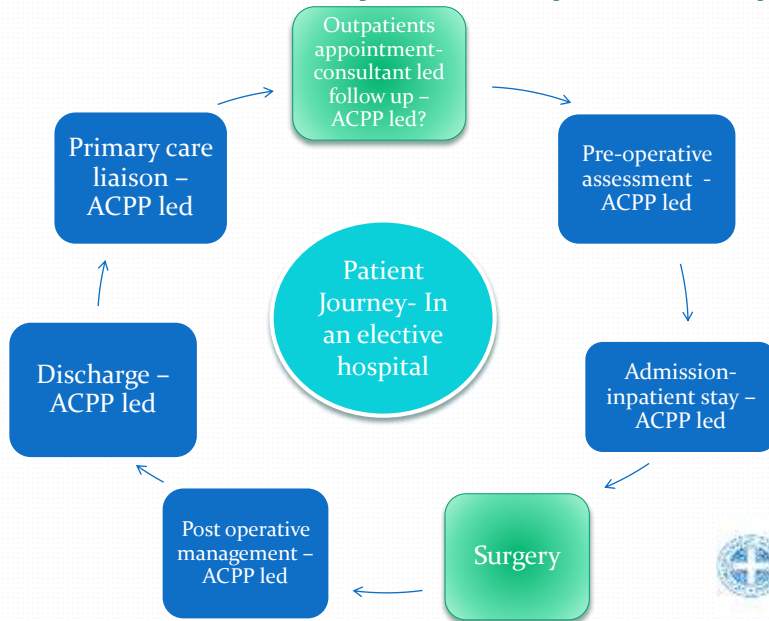 Outpatients
appointment-
consultant led
follow up –
ACPP led?
Pre-operative
assessment -
ACPP led
Admission-
inpatient stay –
ACPP led
Surgery
Post operative
management –
ACPP led
Discharge –
ACPP led
Primary care
liaison –
ACPP led
Patient
Journey- In
an elective
hospital